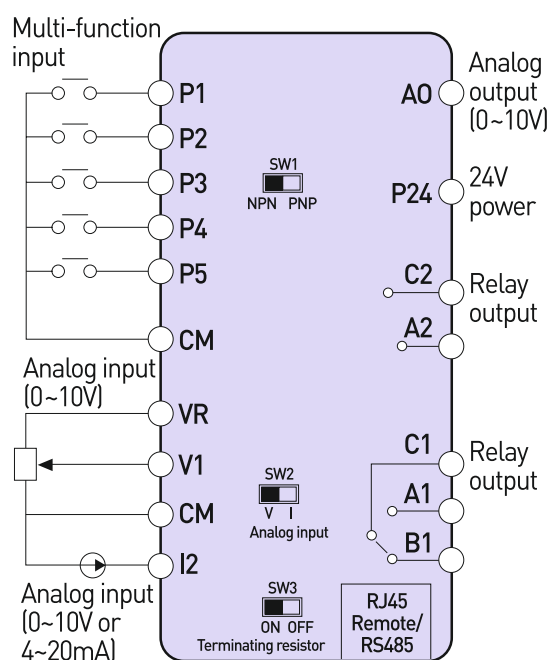 Multi-function
input
P1
P2
P3
P4
P5
CM
Analog input
(0~10V)
VR
V1
CM
I2
Analog input
(0~10V or
4~20mA)
SW1
NPN PNP
SW2
V I
Analog input
SW3
ON OFF
Terminating resistor
RJ45
Remote/
RS485
AO
Analog
output
(0~10V)
P24
24V
power
C2
A2
Relay
output
C1
A1
B1
Relay
output